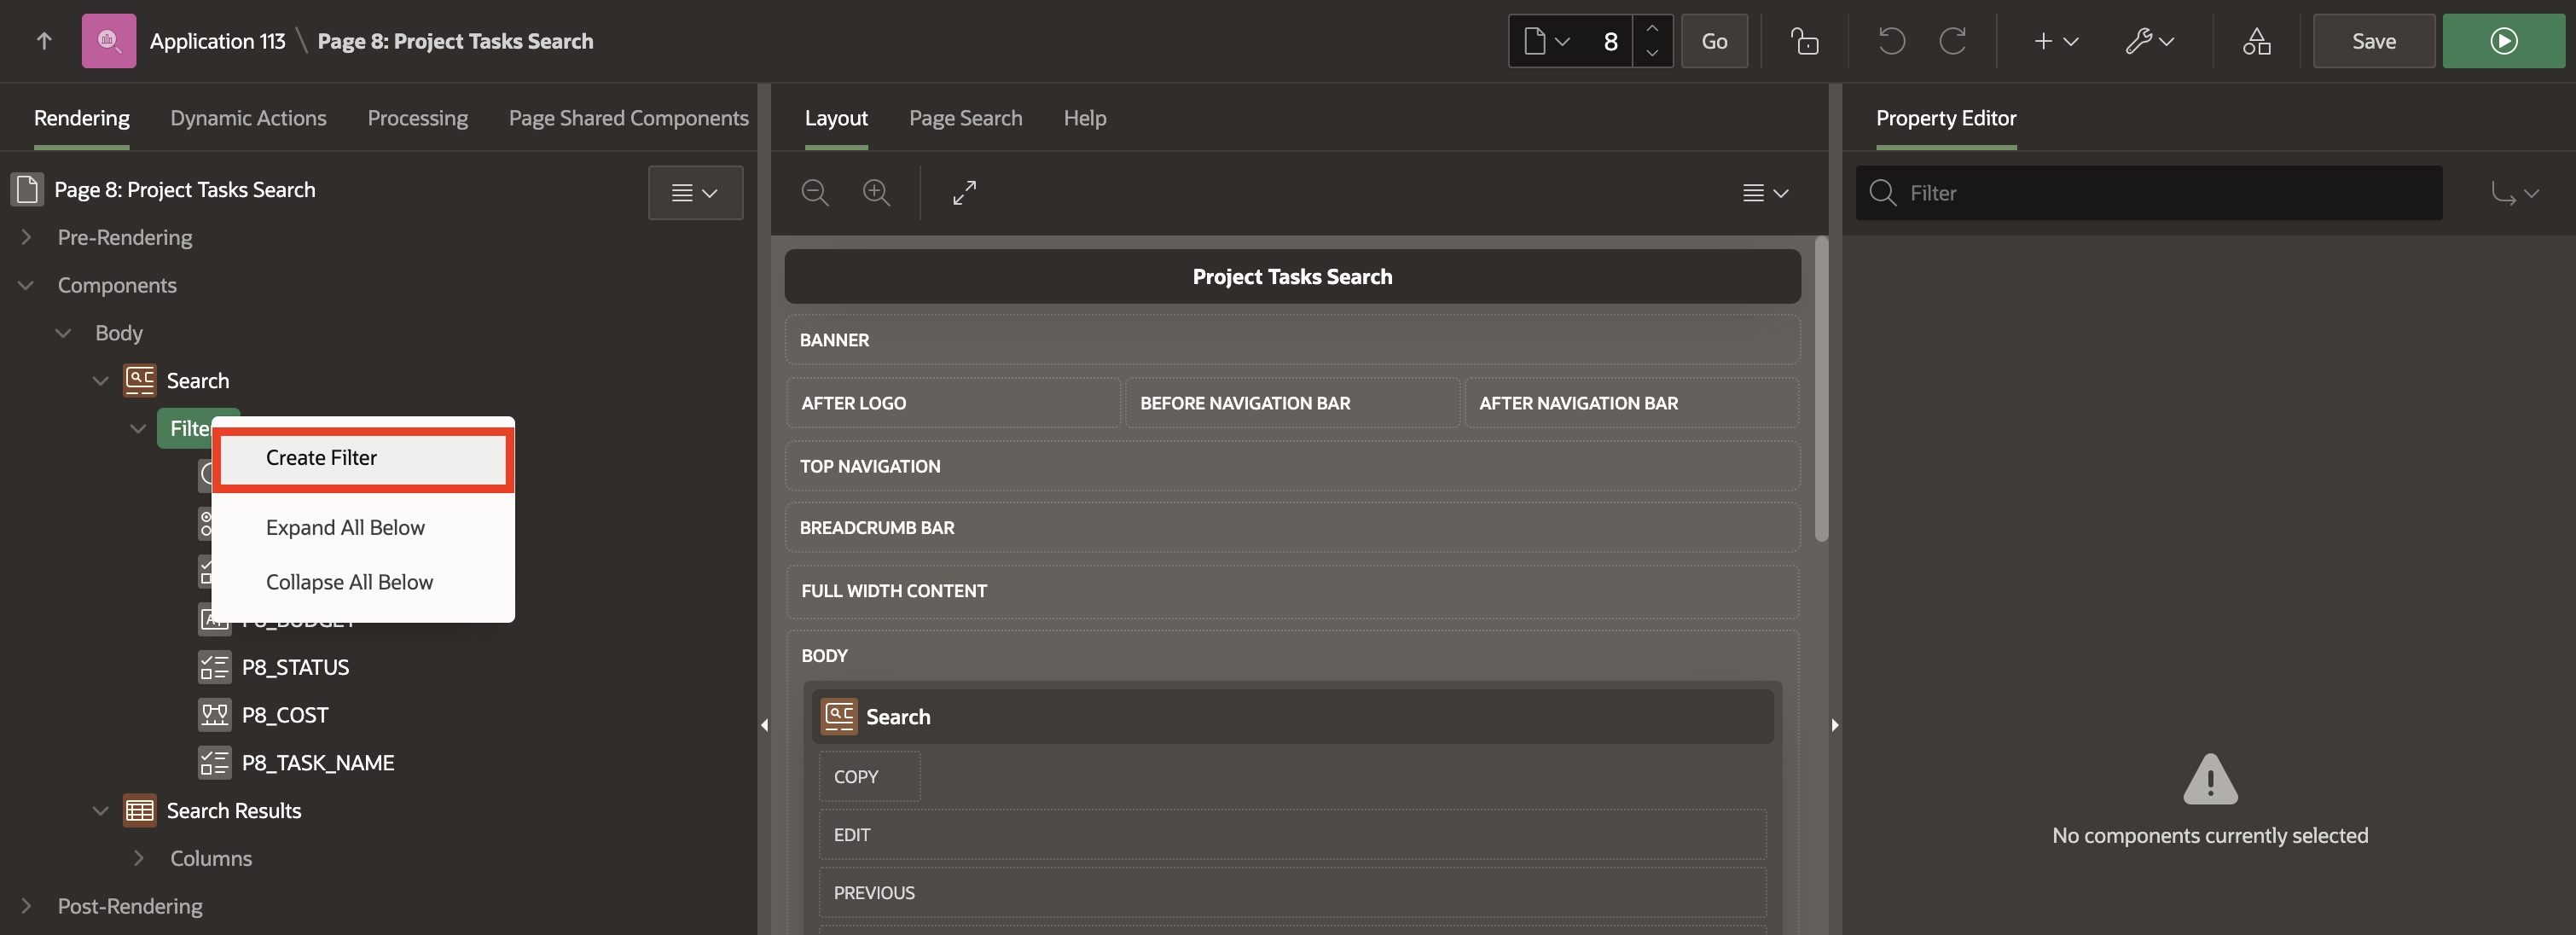 Application 113 \ Page 8: Project Tasks Search
8
Go
Save
Rendering
Dynamic Actions
Processing
Page Shared Components
Page 8: Project Tasks Search
Pre-Rendering
Components
Body
Search
Create Filter
Expand All Below
Collapse All Below
P8_BUDGET
P8_STATUS
P8_COST
P8_TASK_NAME
Search Results
Columns
Post-Rendering
Layout
Page Search
Help
Project Tasks Search
BANNER
AFTER LOGO
BEFORE NAVIGATION BAR
AFTER NAVIGATION BAR
TOP NAVIGATION
BREADCRUMB BAR
FULL WIDTH CONTENT
BODY
Search
COPY
EDIT
PREVIOUS
Property Editor
Filter
No components currently selected